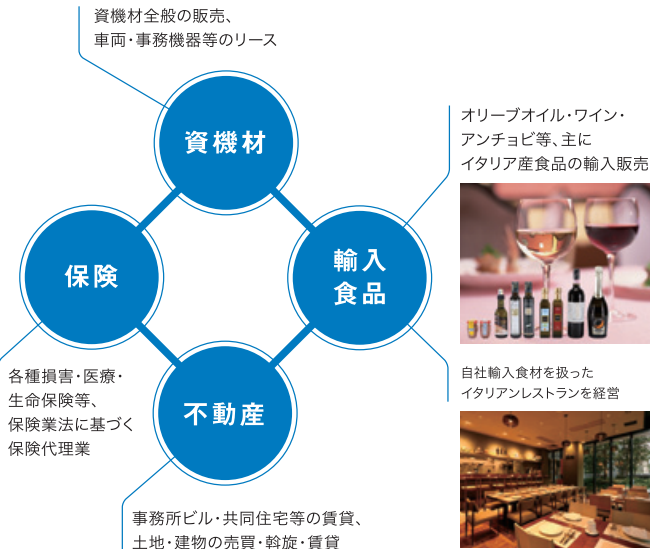 資機材全般の販売、
車両・事務機器等のリース
資機材
オリーブオイル・ワイン・
アンチョビ等、主に
イタリア産食品の輸入販売
保険
輸入
食品
自社輸入食材を扱った
イタリアンレストランを経営
各種損害・医療・
生命保険等、
保険業法に基づく
保険代理業
不動産
事務所ビル・共同住宅等の賃貸、
土地・建物の売買・斡旋・賃貸